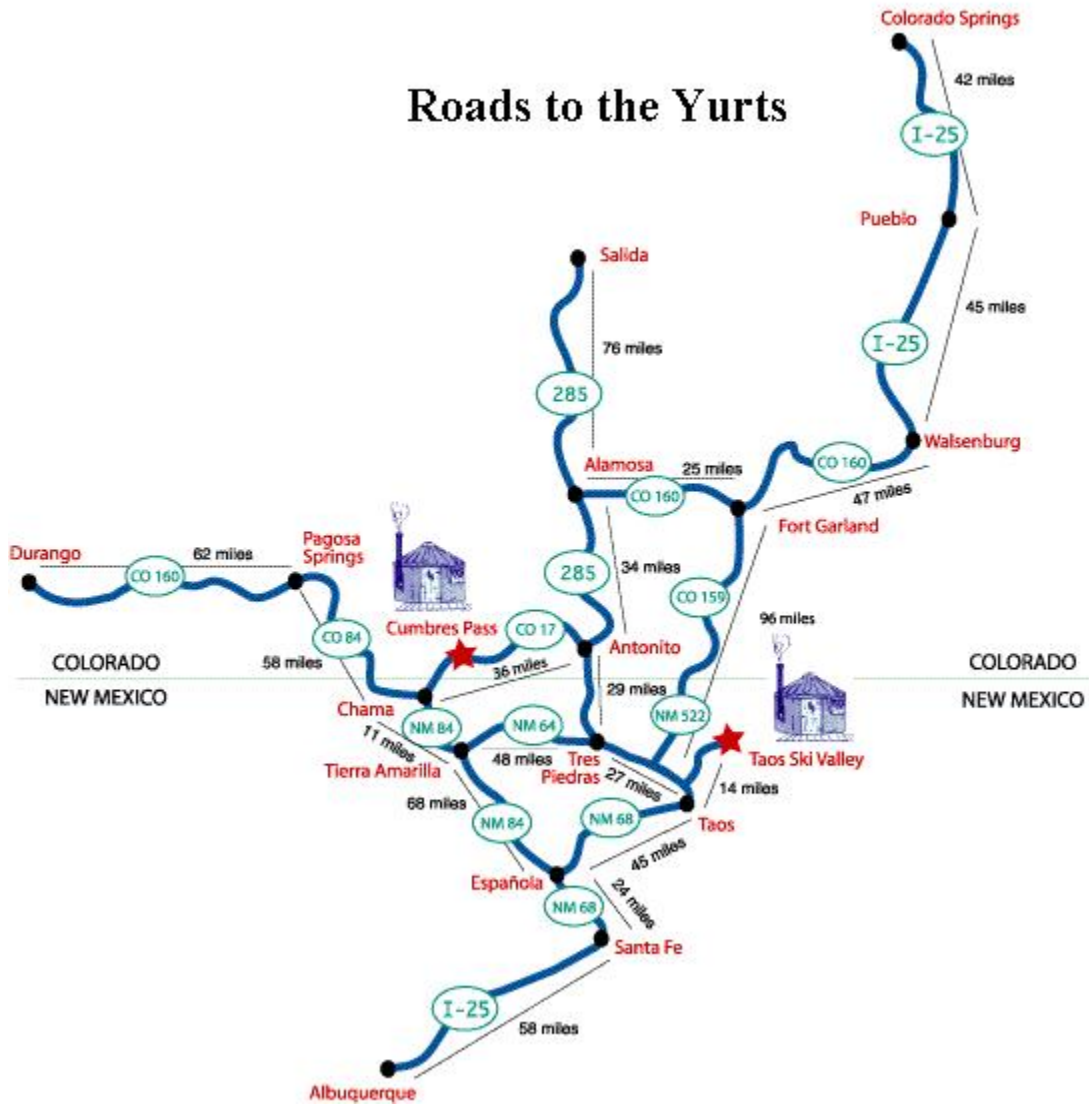 Colorado Springs
42 miles
Roads to the Yurts
I-25
Pueblo
Salida
45 miles
I-25
76 miles
285
Walsenburg
Alamosa
25 miles
CO 160
CO 160
47 miles
Fort Garland
Durango
62 miles
Pagosa
Springs
CO 160
285
34 miles
CO 159
96 miles
Cumbres Pass
CO 17
CO 84
Antonito
58 miles
36 miles
COLORADO
COLORADO
NEW MEXICO
NEW MEXICO
29 miles
Chama
NM 84
NM 64
NM 522
11 miles
Tierra Amarilla
48 miles
Tres
Piedras
Taos Ski Valley
27 miles
14 miles
68 miles
NM 84
NM 68
Taos
45 miles
Española
24 miles
NM 68
Santa Fe
I-25
58 miles
Albuquerque